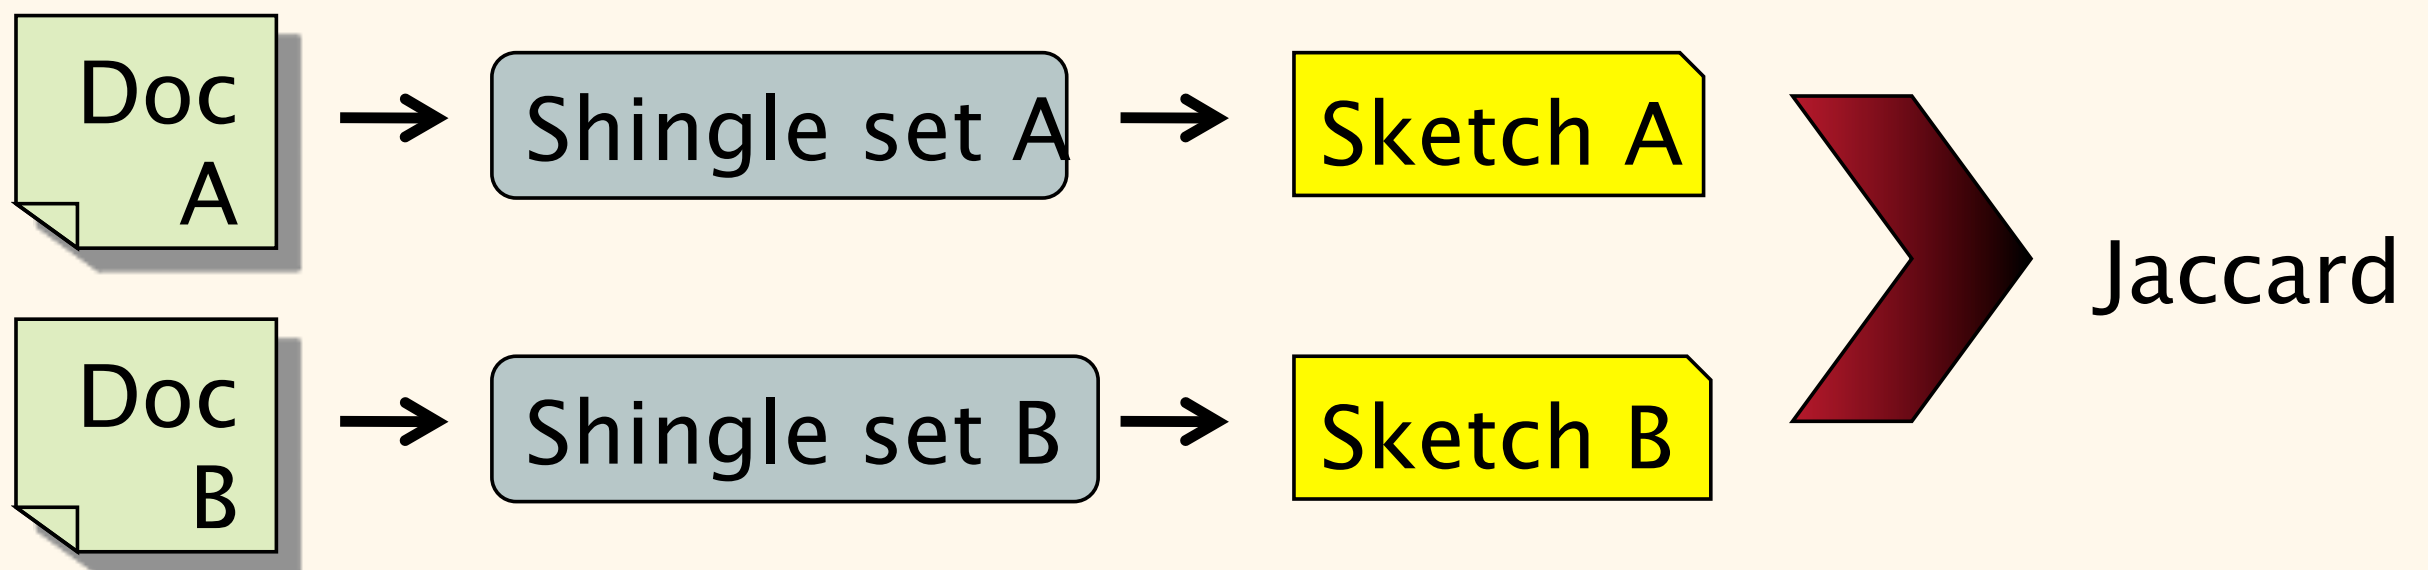 Doc
A
Shingle set A
Sketch A
Jaccard
Doc
B
Shingle set B
Sketch B